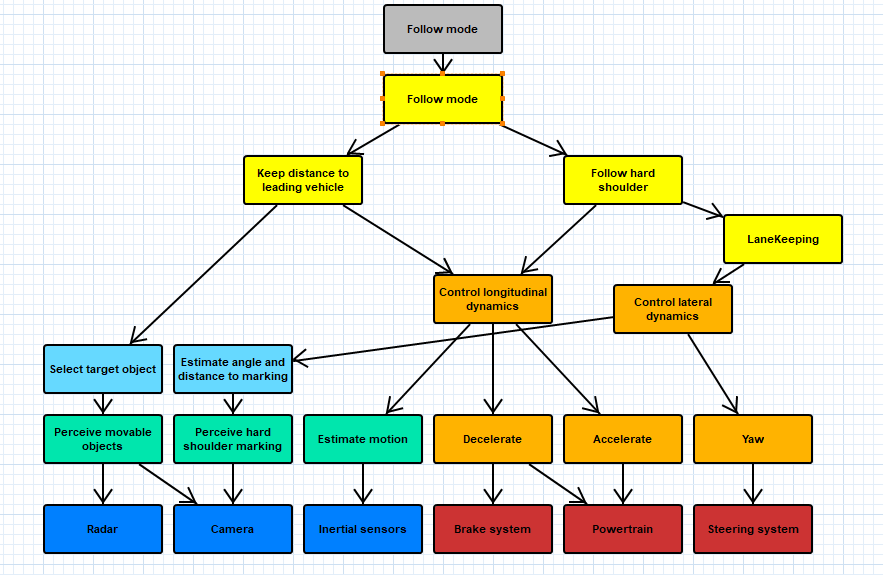 Follow mode
Follow mode
Keep distance to
leading vehicle
Follow hard
shoulder
LaneKeeping
Control longitudinal
dynamics
Control lateral
dynamics
Select target object
Estimate angle and
distance to marking
Perceive movable
objects
Perceive hard
shoulder marking
Estimate motion
Decelerate
Accelerate
Yaw
Radar
Camera
Inertial sensors
Brake system
Powertrain
Steering system